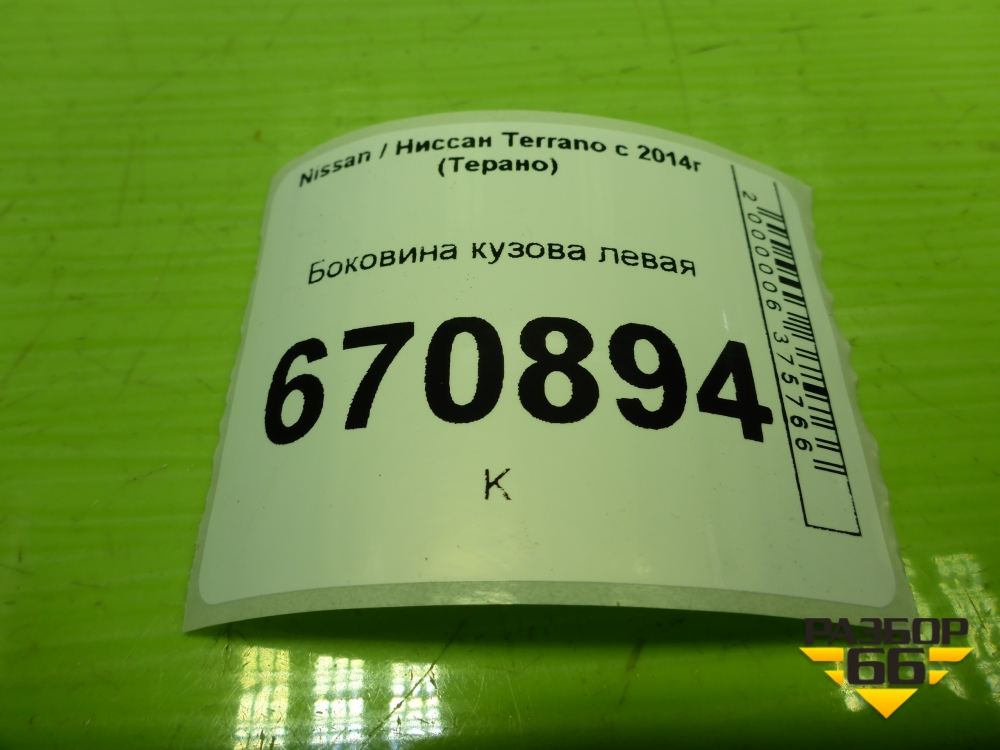 Nissan / Ниссан Terrano с 2014г
(Терано)
Боковина кузова левая
670894
К
2000006375766
РАЗБОР
66